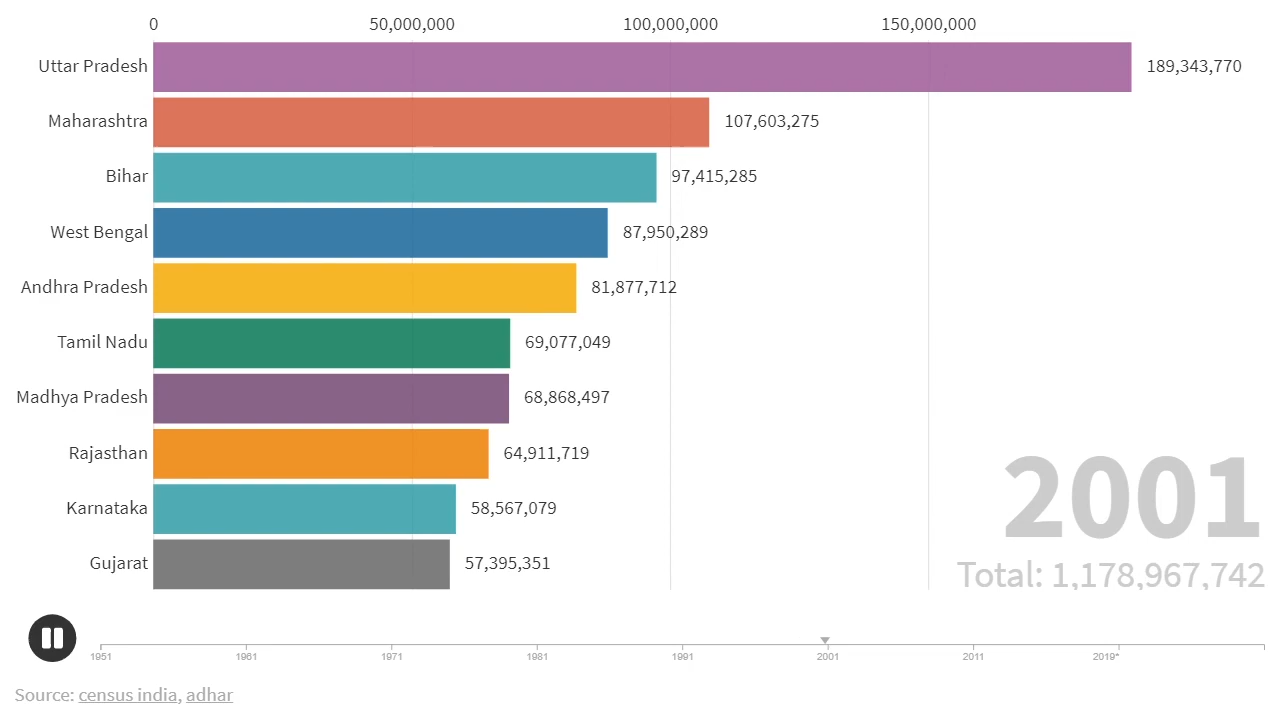 0 50,000,000 100,000,000 150,000,000
Uttar Pradesh 189,343,770
Maharashtra 107,603,275
Bihar 97,415,285
West Bengal 87,950,289
Andhra Pradesh 81,877,712
Tamil Nadu 69,077,049
Madhya Pradesh 68,868,497
Rajasthan 64,911,719
Karnataka 58,567,079
Gujarat 57,395,351
2001
Total: 1,178,967,742
1951 1961 1971 1981 1991 2001 2011 2019*
Source: census india, adhar